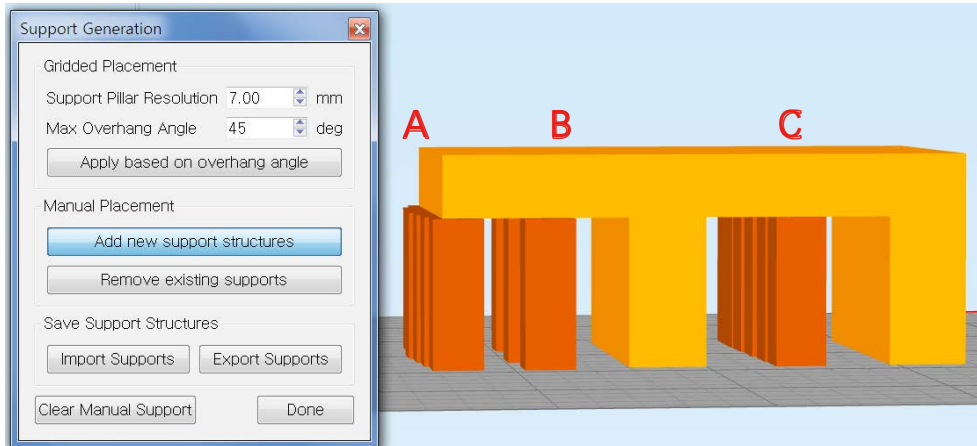 Support Generation
Gridded Placement
Support Pillar Resolution 7.00 mm
Max Overhang Angle 45 deg
Apply based on overhang angle
Manual Placement
Add new support structures
Remove existing supports
Save Support Structures
Import Supports Export Supports
Clear Manual Support Done
A B C